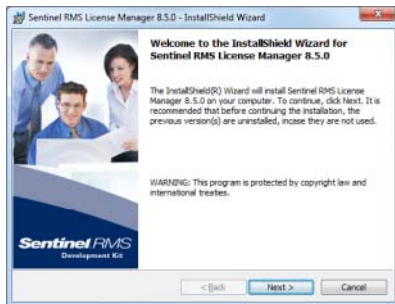 Sentinel RMS License Manager 8.5.0 - InstallShield Wizard
Welcome to the InstallShield Wizard for
Sentinel RMS License Manager 8.5.0
The InstallShield(R) Wizard will install Sentinel RMS License
Manager 8.5.0 on your computer. To continue, click Next. It is
recommended that before continuing the installation, the
previous version(s) are uninstalled, incase they are not used.
WARNING: This program is protected by copyright law and
international treaties.
Sentinel RMS
Development Kit
< Back
Next >
Cancel